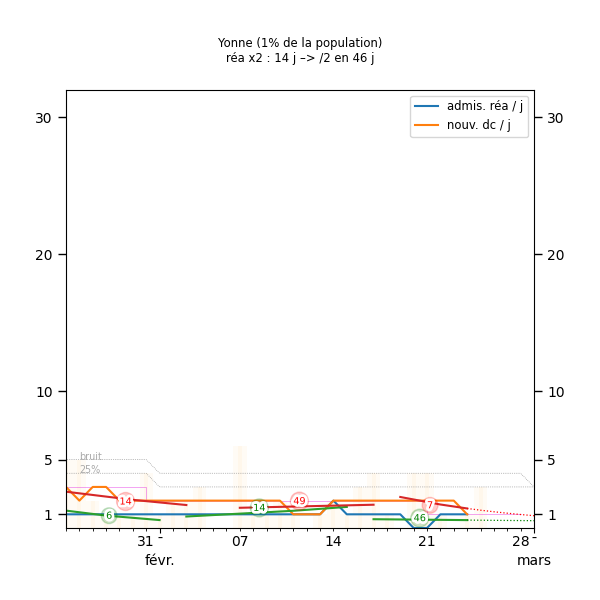 Yonne (1% de la population)
réa x2 : 14 j –> /2 en 46 j
admis. réa / j
nouv. dc / j
30 30
20 20
10 10
5 5
1 1
bruit
25%
14
6
14
49
7
46
31 07 14 21 28
févr. mars